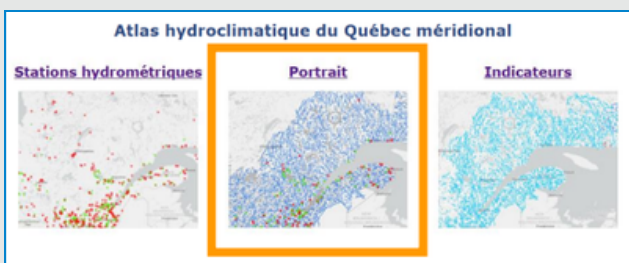 Atlas hydroclimatique du Québec méridional
Stations hydrométriques
Portrait
Indicateurs